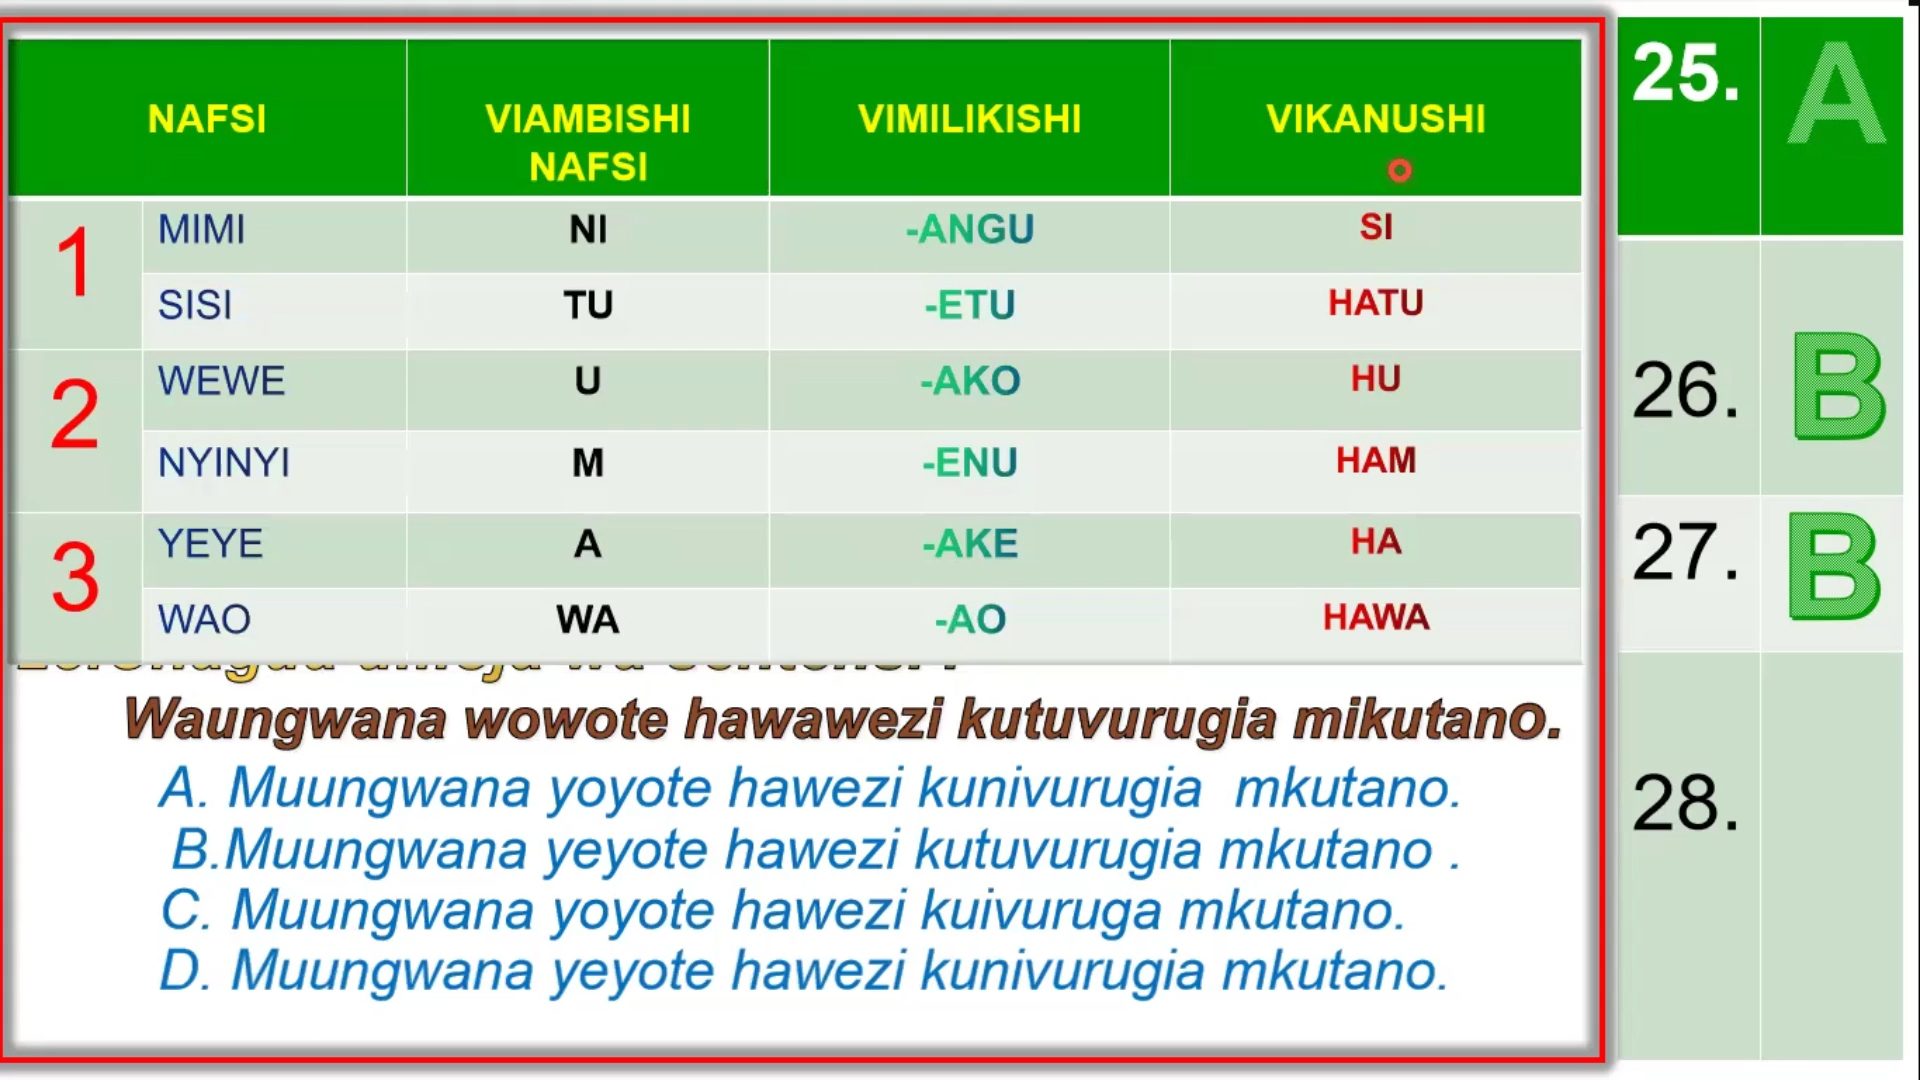 NAFSI VIAMBISHI NAFSI VIMILIKISHI VIKANUSHI
1 MIMI NI -ANGU SI
SISI TU -ETU HATU
2 WEWE U -AKO HU
NYINYI M -ENU HAM
3 YEYE A -AKE HA
WAO WA -AO HAWA
Waungwana wowote hawawezi kutuvurugia mikutano.
A. Muungwana yoyote hawezi kunivurugia mkutano.
B.Muungwana yeyote hawezi kutuvurugia mkutano .
C. Muungwana yoyote hawezi kuivuruga mkutano.
D. Muungwana yeyote hawezi kunivurugia mkutano.
25. A
26. B
27. B
28.